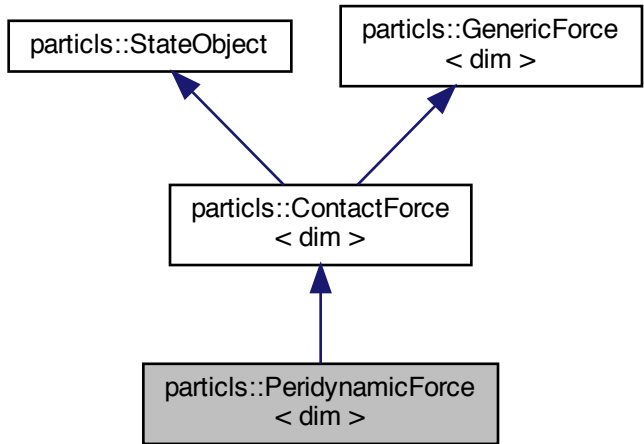 particls::StateObject
particls::GenericForce
< dim >
particls::ContactForce
< dim >
particls::PeridynamicForce
< dim >